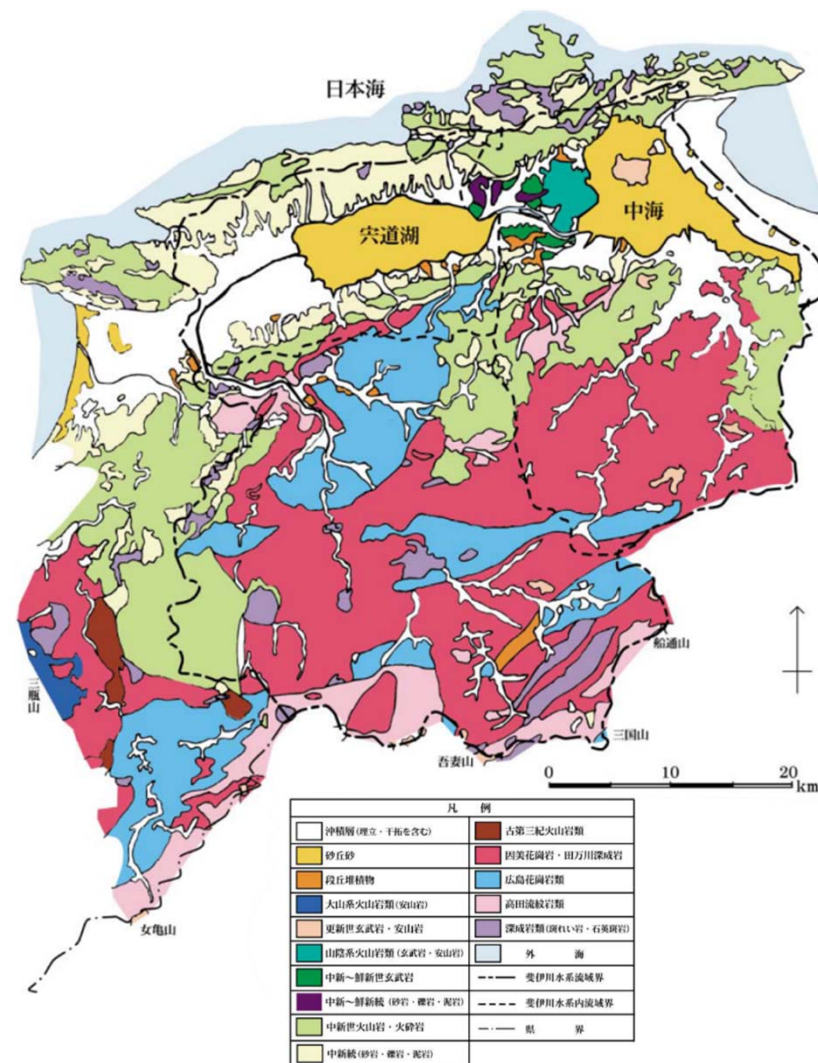 日本海
中海
宍道湖
船通山
三瓶山
三国山
吾妻山
0 10 20
km
女亀山
凡 例
沖積層(埋立・干拓を含む)
古第三紀火山岩類
砂丘砂
因美花崗岩・田万川深成岩
段丘堆積物
広島花崗岩類
大山系火山岩類(安山岩)
高田流紋岩類
更新世玄武岩・安山岩
深成岩類(斑れい岩・石英斑岩)
山陰系火山岩類(玄武岩・安山岩)
外 海
中新〜鮮新世玄武岩
斐伊川水系流域界
中新〜鮮新統(砂岩・礫岩・泥岩)
斐伊川水系内流域界
中新世火山岩・火砕岩
県 界
中新統(砂岩・礫岩・泥岩)